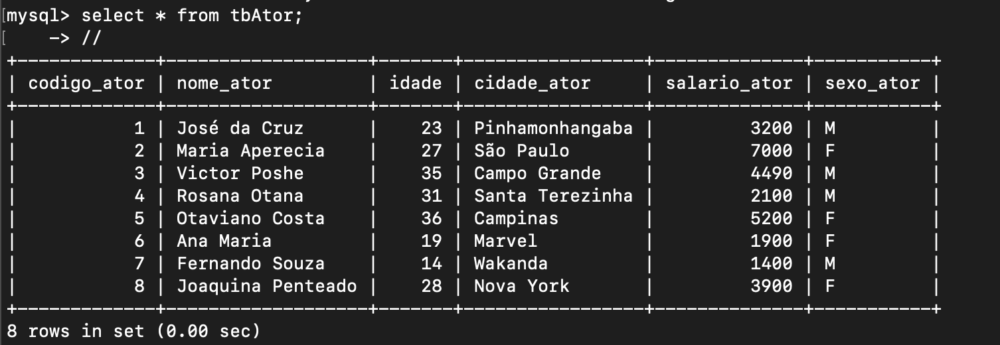 mysql> select * from tbAtor;
    -> //
+-------------+-------------------+-------+-----------------+--------------+-----------+
| codigo_ator | nome_ator         | idade | cidade_ator     | salario_ator | sexo_ator |
+-------------+-------------------+-------+-----------------+--------------+-----------+
|           1 | José da Cruz      |    23 | Pinhamonhangaba |         3200 | M         |
|           2 | Maria Aperecia    |    27 | São Paulo       |         7000 | F         |
|           3 | Victor Poshe      |    35 | Campo Grande    |         4490 | M         |
|           4 | Rosana Otana      |    31 | Santa Terezinha |         2100 | M         |
|           5 | Otaviano Costa    |    36 | Campinas        |         5200 | F         |
|           6 | Ana Maria         |    19 | Marvel          |         1900 | F         |
|           7 | Fernando Souza    |    14 | Wakanda         |         1400 | M         |
|           8 | Joaquina Penteado |    28 | Nova York       |         3900 | F         |
+-------------+-------------------+-------+-----------------+--------------+-----------+
8 rows in set (0.00 sec)